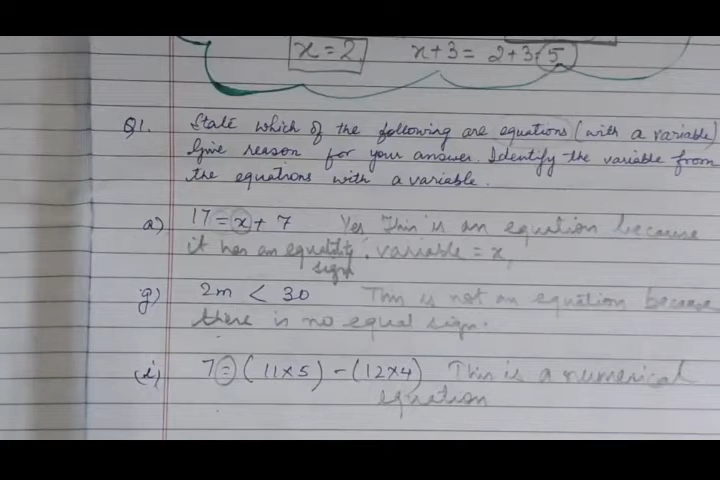 x = 2   x + 3 = 2 + 3 = 5
Q1. State which of the following are equations (with a variable)
Give reason for your answer. Identify the variable from
the equations with a variable.
a) 17 = x + 7   Yes This is an equation because
it has an equality variable = x,
sign
g) 2m < 30   This is not an equation because
there is no equal sign.
(i) 7 = (11 × 5) - (12 × 4)   This is a numerical
equation